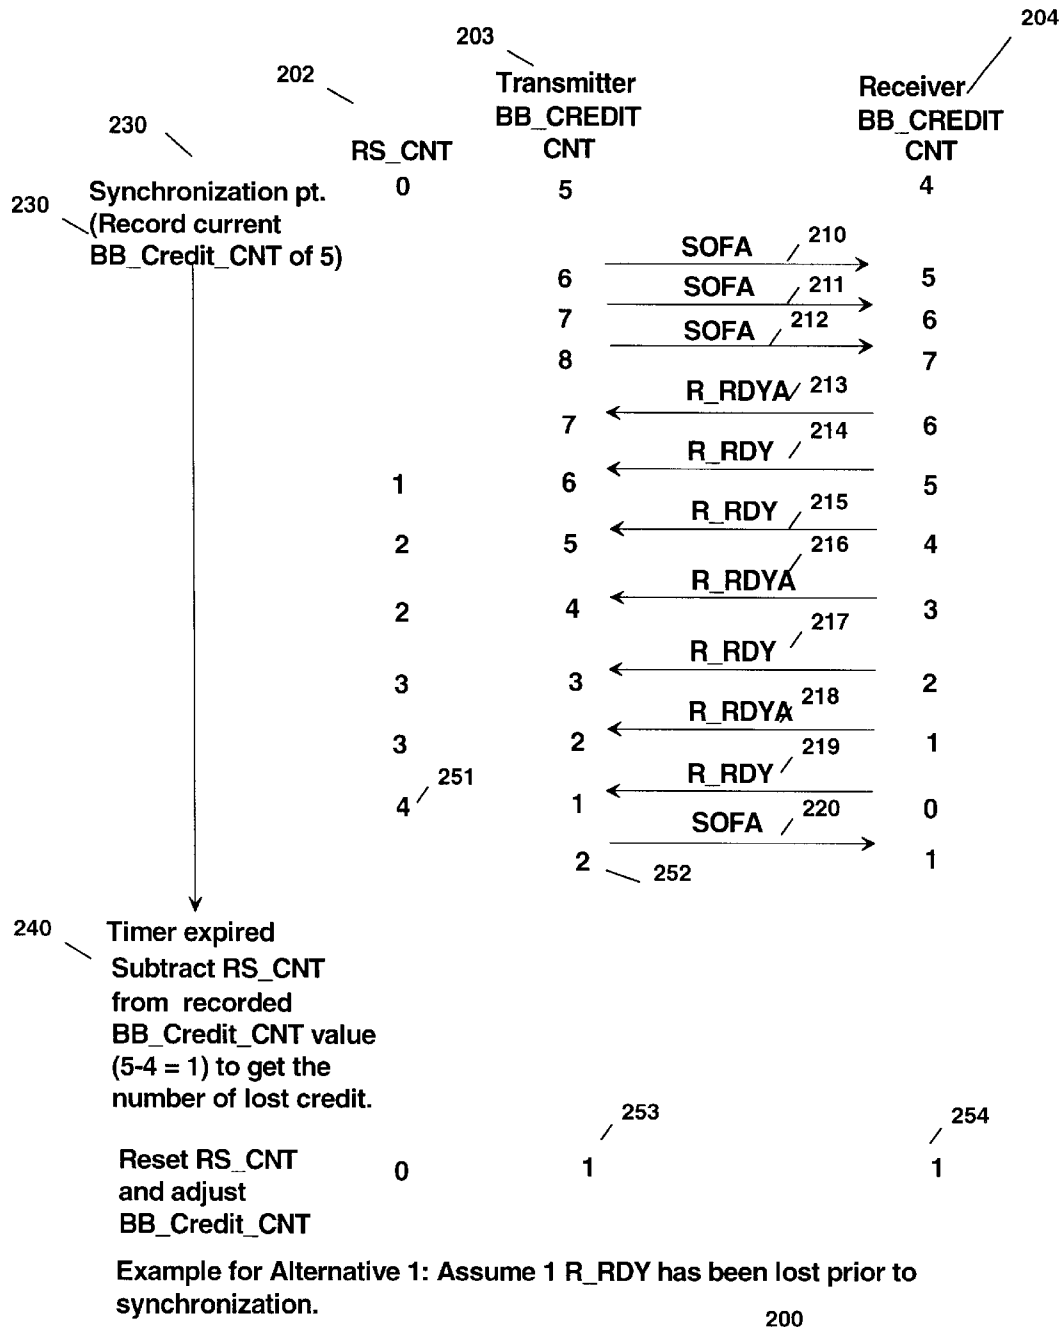 204
203
202
Transmitter
BB_CREDIT
CNT
Receiver
BB_CREDIT
CNT
230
RS_CNT
Synchronization pt. 0 5 4
230
(Record current
BB_Credit_CNT of 5)
SOFA 210
6 5
SOFA 211
7 6
SOFA 212
8 7
R_RDYA 213
7 6
R_RDY 214
1 6 5
R_RDY 215
2 5 4
R_RDYA 216
2 4 3
R_RDY 217
3 3 2
R_RDYA 218
3 2 1
R_RDY 219
4 251 1 0
SOFA 220
2 252 1
240
Timer expired
Subtract RS_CNT
from recorded
BB_Credit_CNT value
(5-4 = 1) to get the
number of lost credit.
253 254
Reset RS_CNT 0 1 1
and adjust
BB_Credit_CNT
Example for Alternative 1: Assume 1 R_RDY has been lost prior to
synchronization.
200